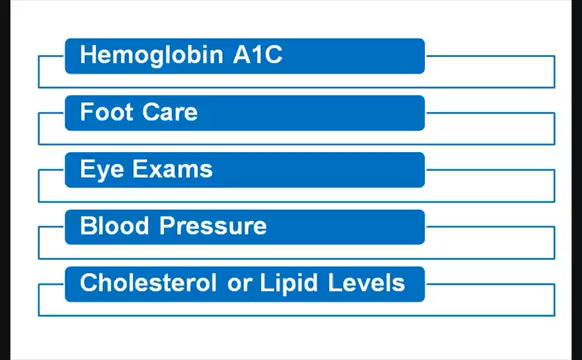 Hemoglobin A1C
Foot Care
Eye Exams
Blood Pressure
Cholesterol or Lipid Levels